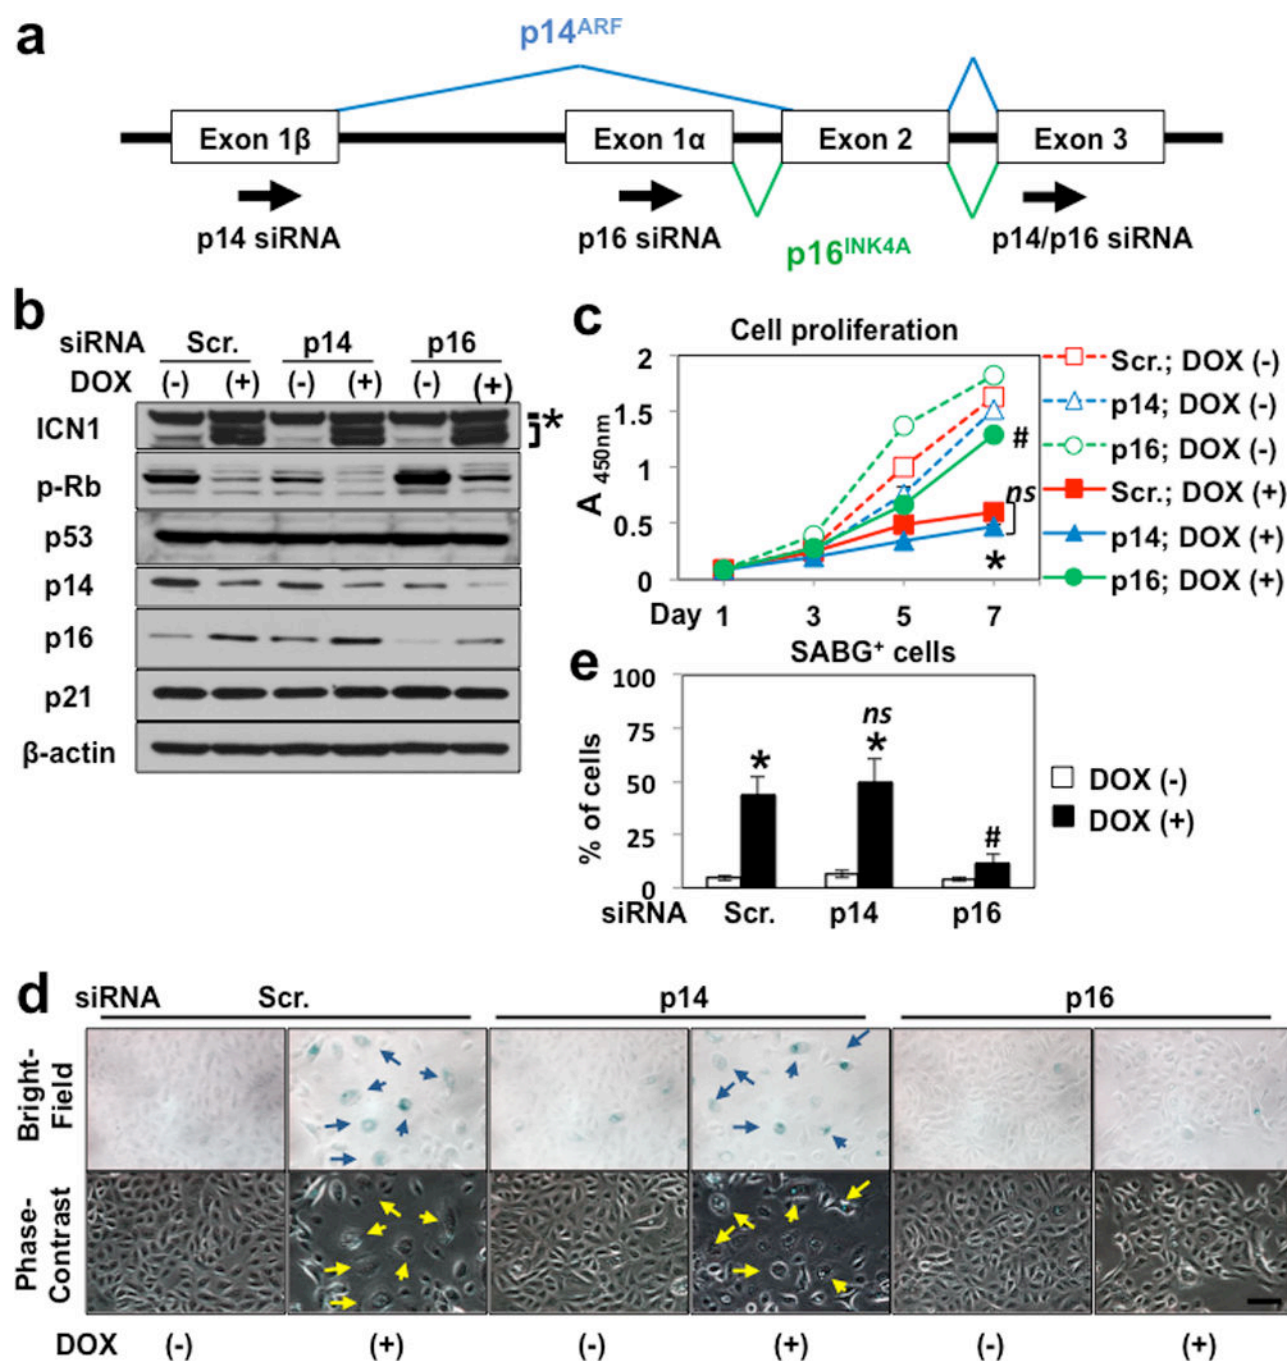 a
p14ARF
Exon 1β
Exon 1α
Exon 2
Exon 3
p14 siRNA
p16 siRNA
p16INK4A
p14/p16 siRNA
b
siRNA Scr. p14 p16
DOX (-) (+) (-) (+) (-) (+)
ICN1
*
p-Rb
p53
p14
p16
p21
β-actin
c
Cell proliferation
A 450nm
2
1.5
1
0.5
0
Day 1 3 5 7
#
ns
*
Scr.; DOX (-)
p14; DOX (-)
p16; DOX (-)
Scr.; DOX (+)
p14; DOX (+)
p16; DOX (+)
e
SABG+ cells
% of cells
100
75
50
25
0
*
ns
*
#
siRNA Scr. p14 p16
DOX (-)
DOX (+)
d
siRNA Scr. p14 p16
Bright-
Field
Phase-
Contrast
DOX (-) (+) (-) (+) (-) (+)